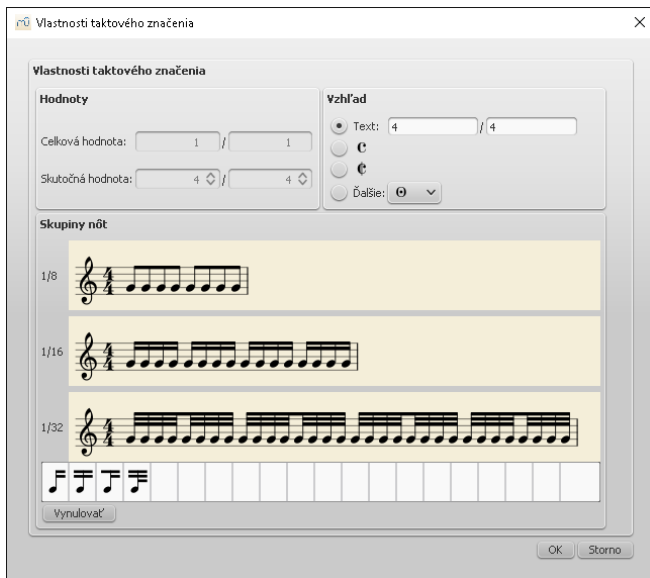 Vlastnosti taktového značenia
Vlastnosti taktového značenia
Hodnoty
Celková hodnota: 1 / 1
Skutočná hodnota: 4 / 4
Vzhľad
Text: 4 / 4
Ďalšie:
Skupiny nôt
1/8
1/16
1/32
Vynulovať
OK Storno